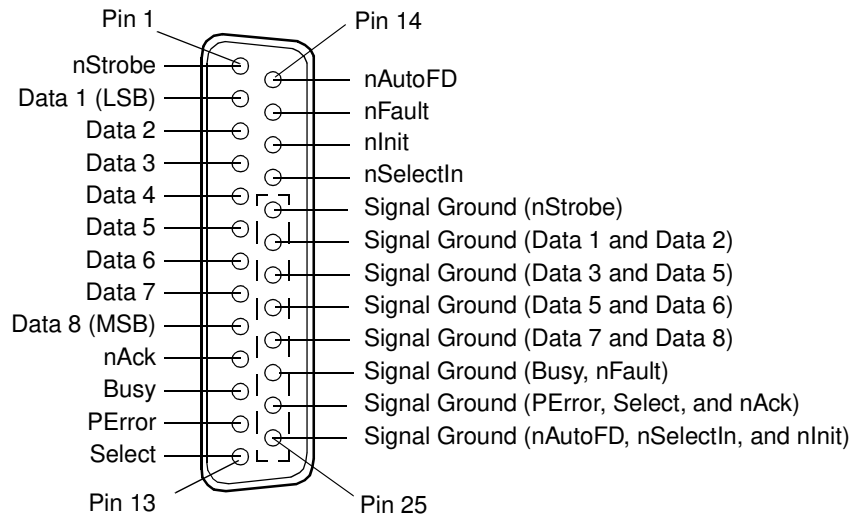 Pin 1
Pin 14
nStrobe
nAutoFD
Data 1 (LSB)
nFault
Data 2
nInit
Data 3
nSelectIn
Data 4
Signal Ground (nStrobe)
Data 5
Signal Ground (Data 1 and Data 2)
Data 6
Signal Ground (Data 3 and Data 5)
Data 7
Signal Ground (Data 5 and Data 6)
Data 8 (MSB)
Signal Ground (Data 7 and Data 8)
nAck
Signal Ground (Busy, nFault)
Busy
Signal Ground (PError, Select, and nAck)
PError
Signal Ground (nAutoFD, nSelectIn, and nInit)
Select
Pin 13
Pin 25